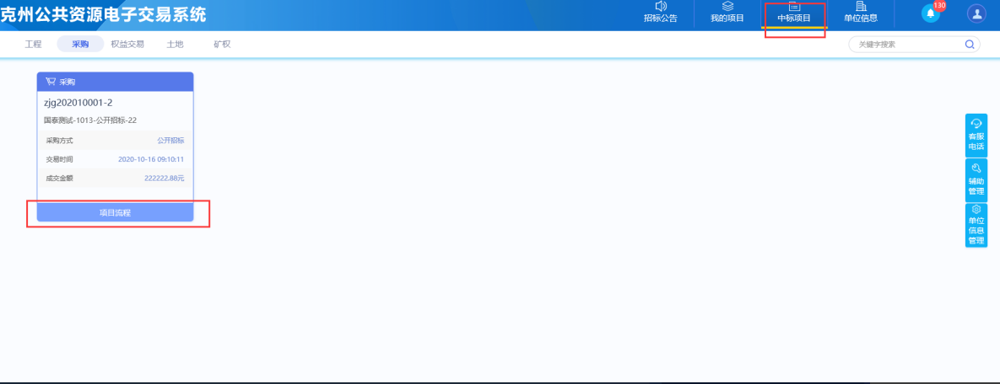 克州公共资源电子交易系统
招标公告
我的项目
中标项目
单位信息
130
工程
采购
权益交易
土地
矿权
关键字搜索
采购
zjg202010001-2
国泰测试-1013-公开招标-22
采购方式 公开招标
交易时间 2020-10-16 09:10:11
成交金额 222222.88元
项目流程
客服
电话
辅助
管理
单位
信息
管理